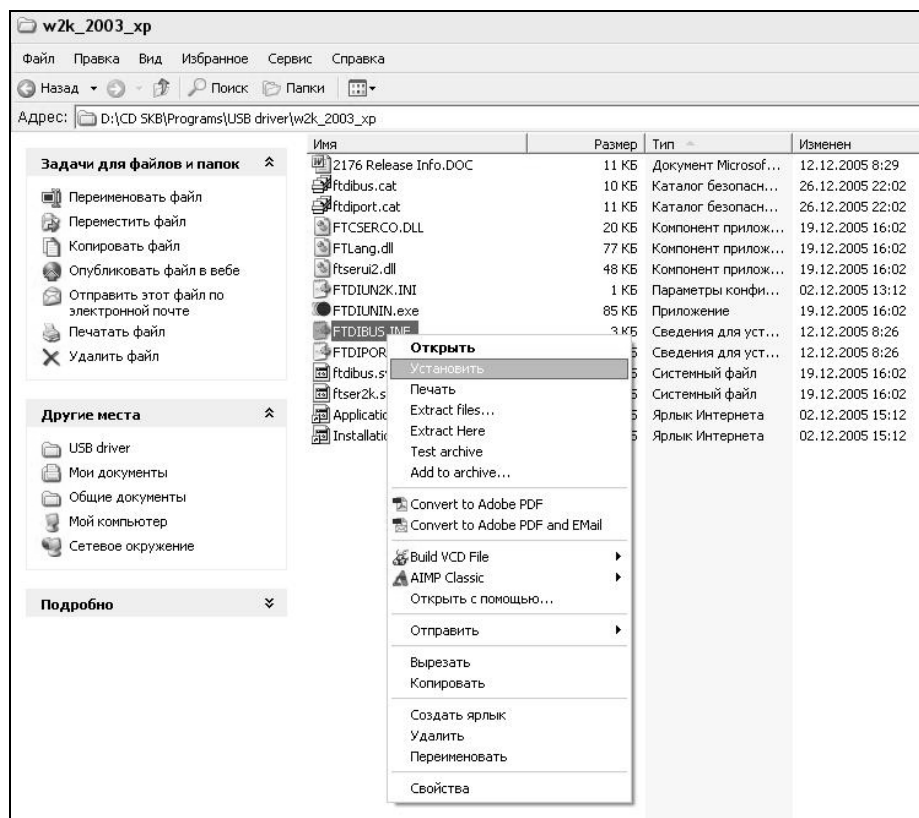 w2k_2003_xp
Файл Правка Вид Избранное Сервис Справка
Назад Поиск Папки
Адрес: D:\CD SKB\Programs\USB driver\w2k_2003_xp
Задачи для файлов и папок
Переименовать файл
Переместить файл
Копировать файл
Опубликовать файл в вебе
Отправить этот файл по
электронной почте
Печатать файл
Удалить файл
Другие места
USB driver
Мои документы
Общие документы
Мой компьютер
Сетевое окружение
Подробно
Имя Размер Тип Изменен
2176 Release Info.DOC 11 КБ Документ Microsof... 12.12.2005 8:29
ftdibus.cat 10 КБ Каталог безопасн... 26.12.2005 22:02
ftdiport.cat 11 КБ Каталог безопасн... 26.12.2005 22:02
FTCSERCO.DLL 20 КБ Компонент прилож... 19.12.2005 16:02
FTLang.dll 77 КБ Компонент прилож... 19.12.2005 16:02
ftserui2.dll 48 КБ Компонент прилож... 19.12.2005 16:02
FTDIUN2K.INI 1 КБ Параметры конфи... 02.12.2005 13:12
FTDIUNIN.exe 85 КБ Приложение 19.12.2005 16:02
FTDIBUS.INF 3 КБ Сведения для уст... 12.12.2005 8:26
FTDIPOR Сведения для уст... 12.12.2005 8:26
ftdibus.s Системный файл 19.12.2005 16:02
ftser2k.s Системный файл 19.12.2005 16:02
Applicatio Ярлык Интернета 02.12.2005 15:12
Installatio Ярлык Интернета 02.12.2005 15:12
Открыть
Установить
Печать
Extract files...
Extract Here
Test archive
Add to archive...
Convert to Adobe PDF
Convert to Adobe PDF and EMail
Build VCD File
AIMP Classic
Открыть с помощью...
Отправить
Вырезать
Копировать
Создать ярлык
Удалить
Переименовать
Свойства